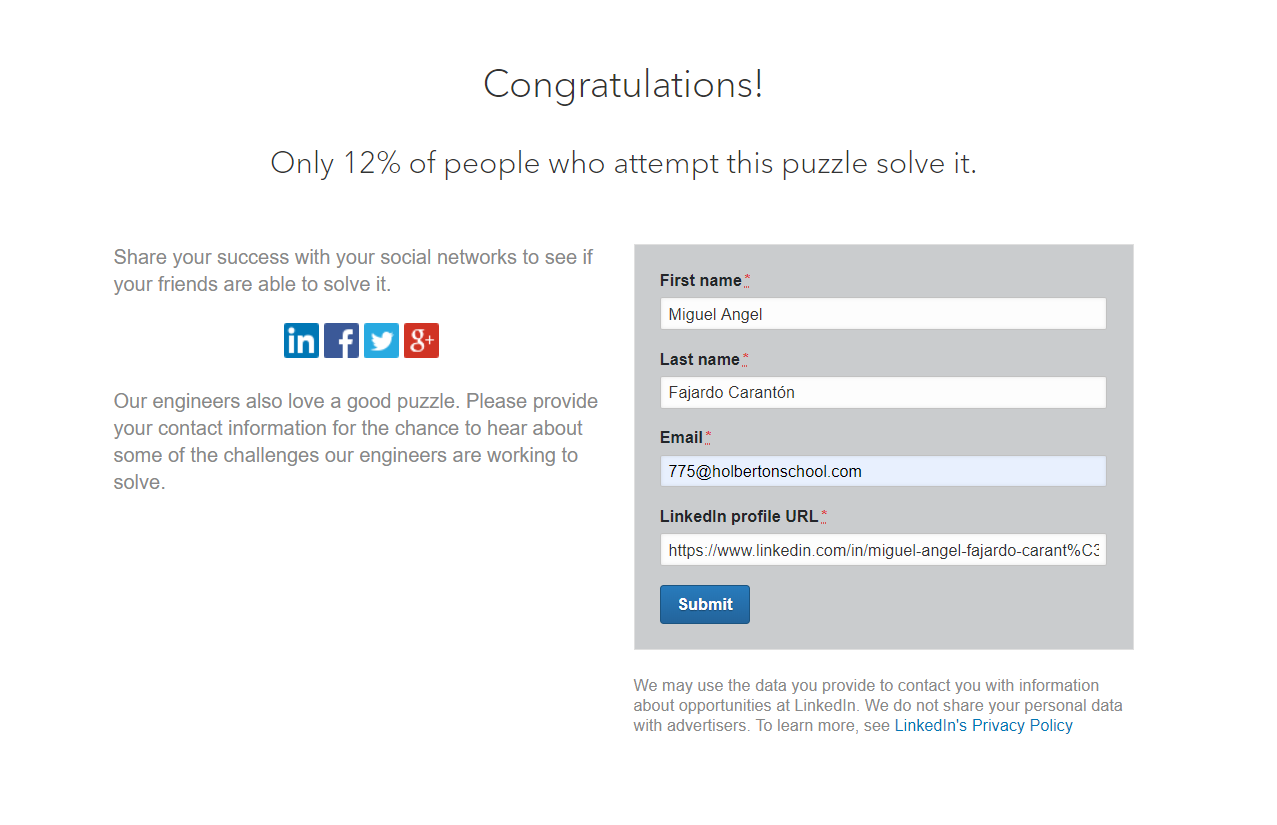 Congratulations!
Only 12% of people who attempt this puzzle solve it.
Share your success with your social networks to see if
your friends are able to solve it.
in f g+
Our engineers also love a good puzzle. Please provide
your contact information for the chance to hear about
some of the challenges our engineers are working to
solve.
First name*
Miguel Angel
Last name*
Fajardo Carantón
Email*
775@holbertonschool.com
LinkedIn profile URL*
https://www.linkedin.com/in/miguel-angel-fajardo-carant%C3
Submit
We may use the data you provide to contact you with information
about opportunities at LinkedIn. We do not share your personal data
with advertisers. To learn more, see LinkedIn's Privacy Policy